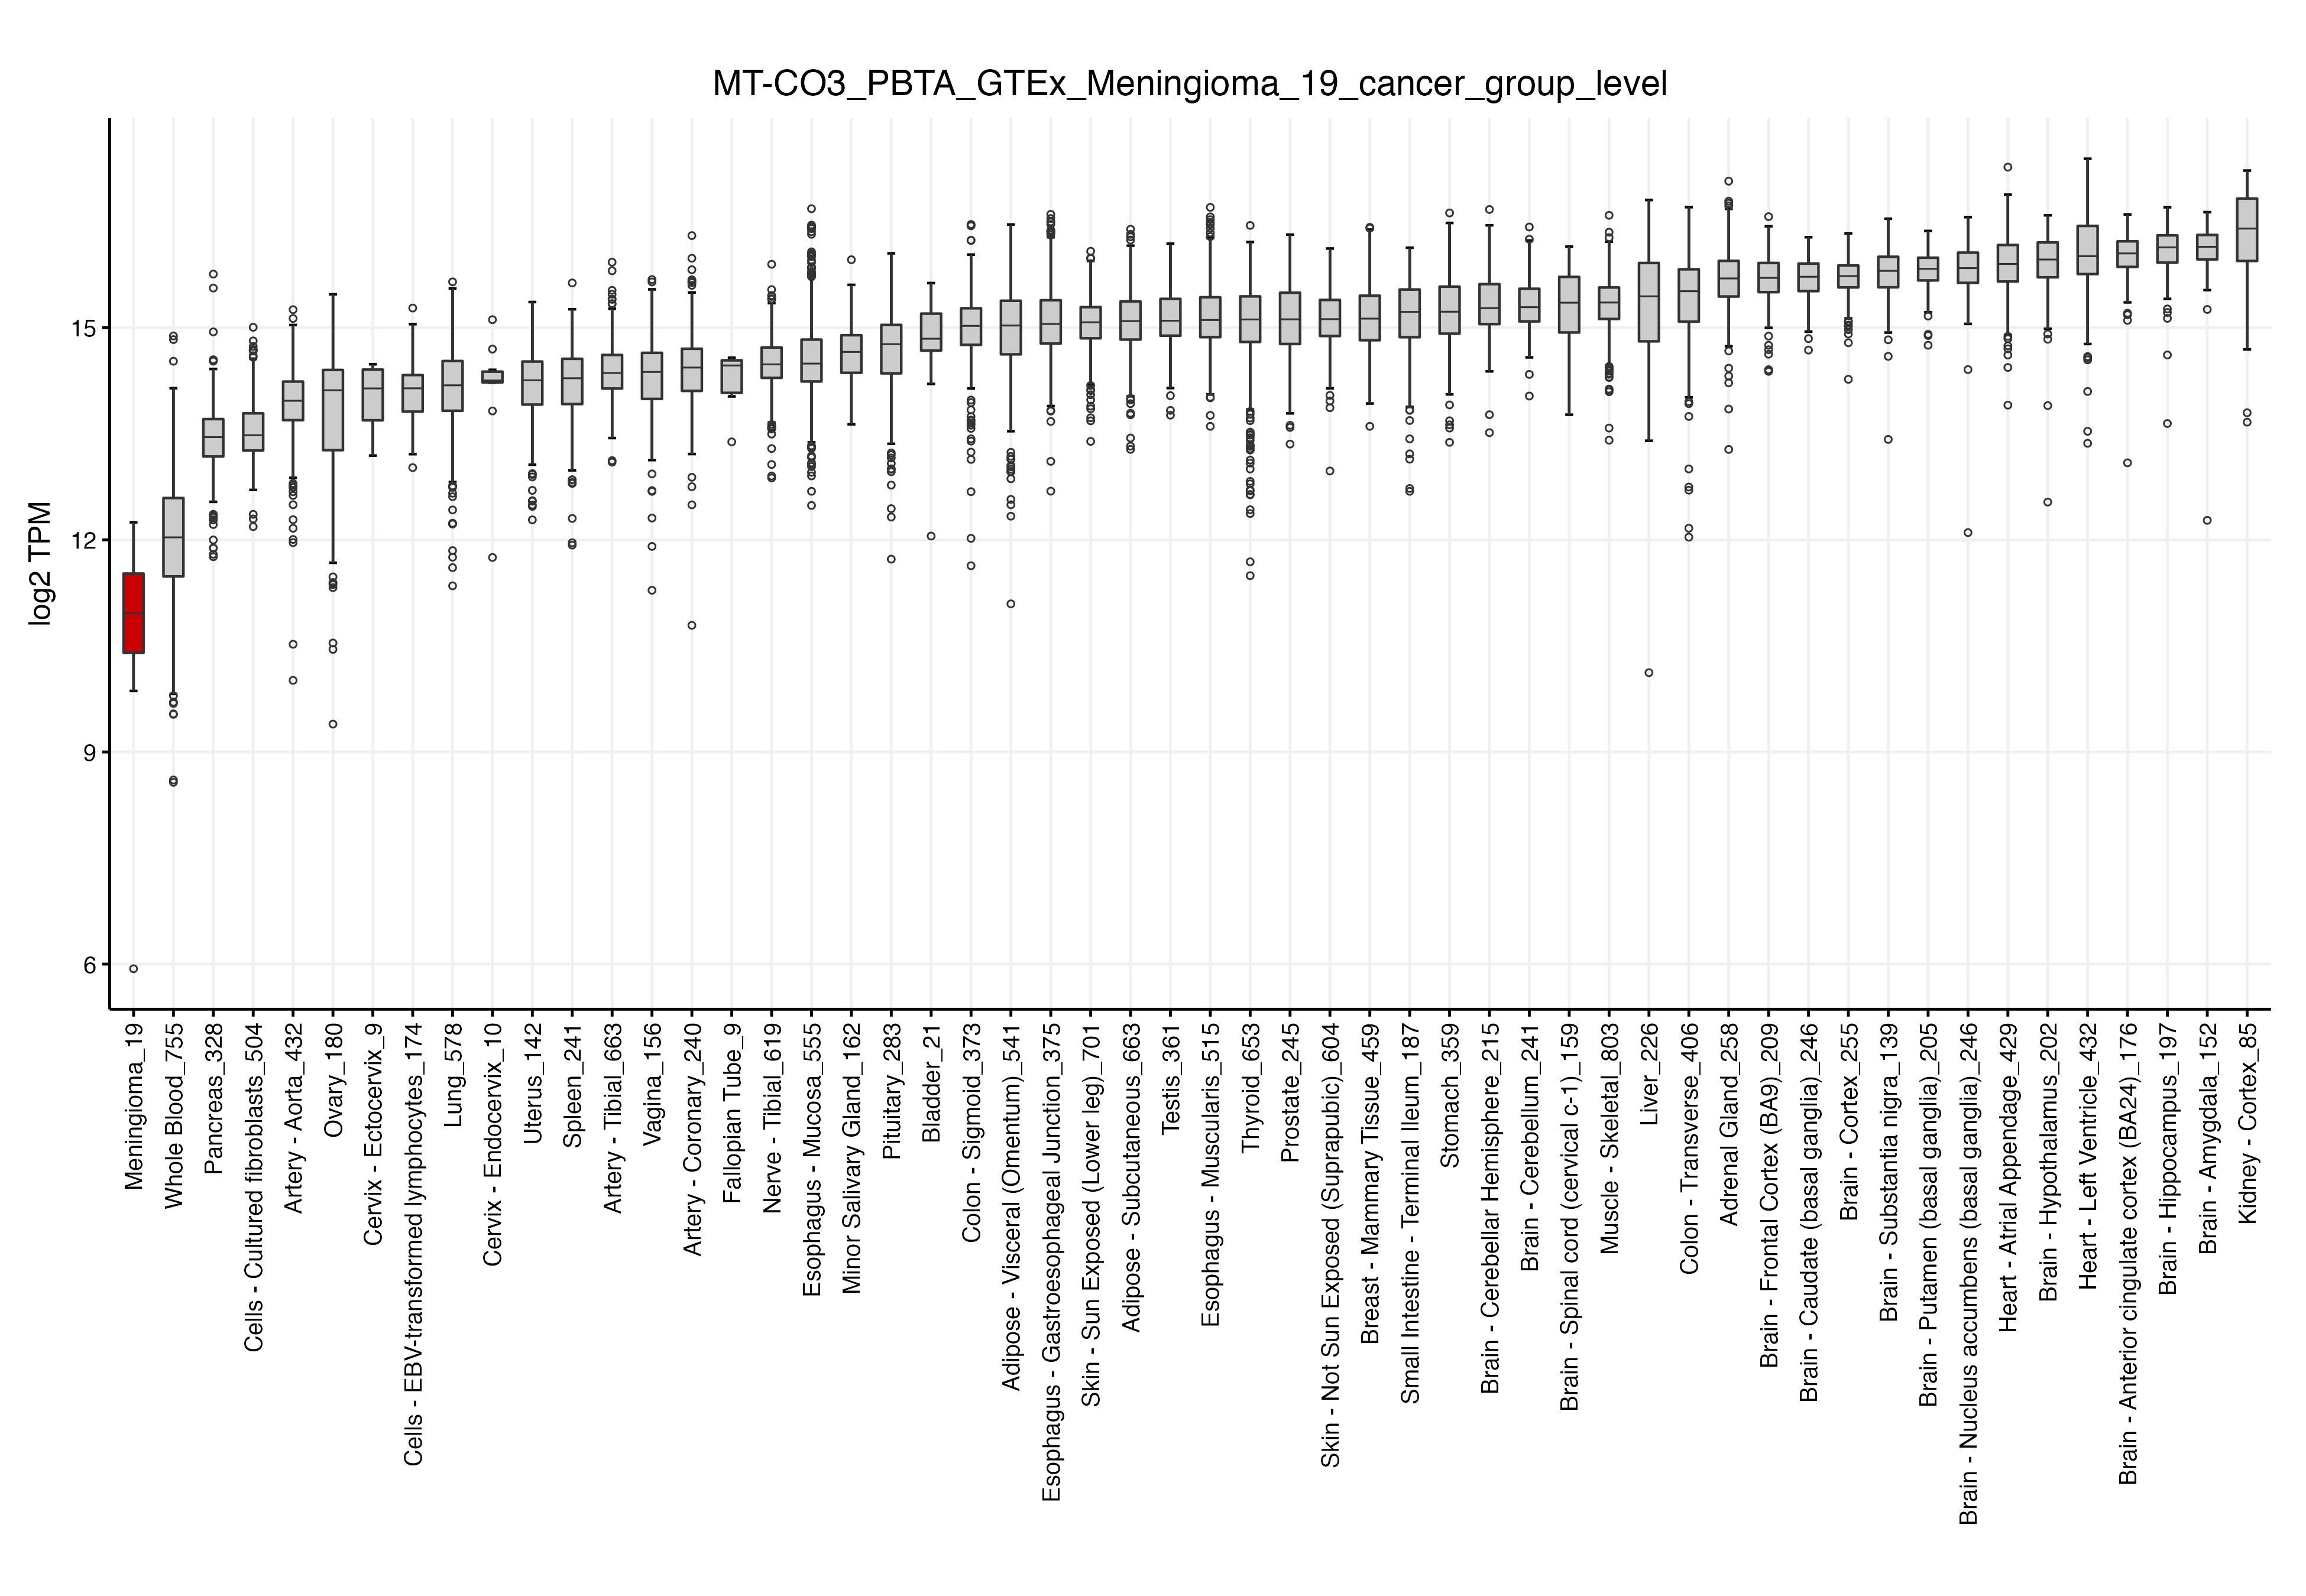 MT-CO3_PBTA_GTEx_Meningioma_19_cancer_group_level
log2 TPM
15
12
9
6
Meningioma_19
Whole Blood_755
Pancreas_328
Cells - Cultured fibroblasts_504
Artery - Aorta_432
Ovary_180
Cervix - Ectocervix_9
Cells - EBV-transformed lymphocytes_174
Lung_578
Cervix - Endocervix_10
Uterus_142
Spleen_241
Artery - Tibial_663
Vagina_156
Artery - Coronary_240
Fallopian Tube_9
Nerve - Tibial_619
Esophagus - Mucosa_555
Minor Salivary Gland_162
Pituitary_283
Bladder_21
Colon - Sigmoid_373
Adipose - Visceral (Omentum)_541
Esophagus - Gastroesophageal Junction_375
Skin - Sun Exposed (Lower leg)_701
Adipose - Subcutaneous_663
Testis_361
Esophagus - Muscularis_515
Thyroid_653
Prostate_245
Skin - Not Sun Exposed (Suprapubic)_604
Breast - Mammary Tissue_459
Small Intestine - Terminal Ileum_187
Stomach_359
Brain - Cerebellar Hemisphere_215
Brain - Cerebellum_241
Brain - Spinal cord (cervical c-1)_159
Muscle - Skeletal_803
Liver_226
Colon - Transverse_406
Adrenal Gland_258
Brain - Frontal Cortex (BA9)_209
Brain - Caudate (basal ganglia)_246
Brain - Cortex_255
Brain - Substantia nigra_139
Brain - Putamen (basal ganglia)_205
Brain - Nucleus accumbens (basal ganglia)_246
Heart - Atrial Appendage_429
Brain - Hypothalamus_202
Heart - Left Ventricle_432
Brain - Anterior cingulate cortex (BA24)_176
Brain - Hippocampus_197
Brain - Amygdala_152
Kidney - Cortex_85